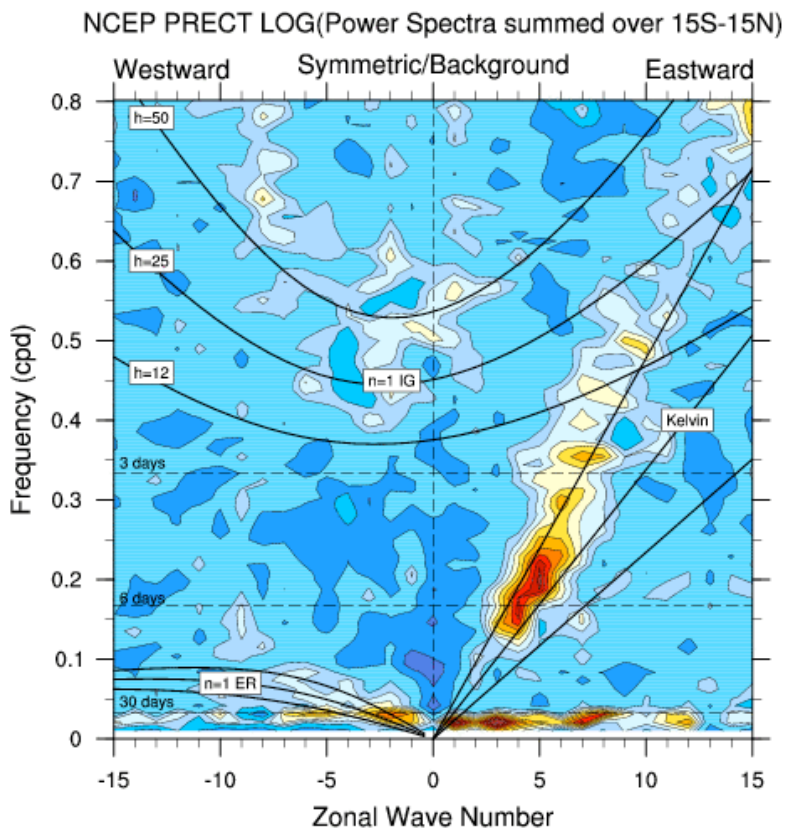 NCEP PRECT LOG(Power Spectra summed over 15S-15N)
Westward Symmetric/Background Eastward
0.8
h=50
0.7
h=25
0.6
0.5
h=12
n=1 IG
0.4
Kelvin
3 days
0.3
0.2
6 days
0.1
n=1 ER
30 days
0
Frequency (cpd)
-15 -10 -5 0 5 10 15
Zonal Wave Number